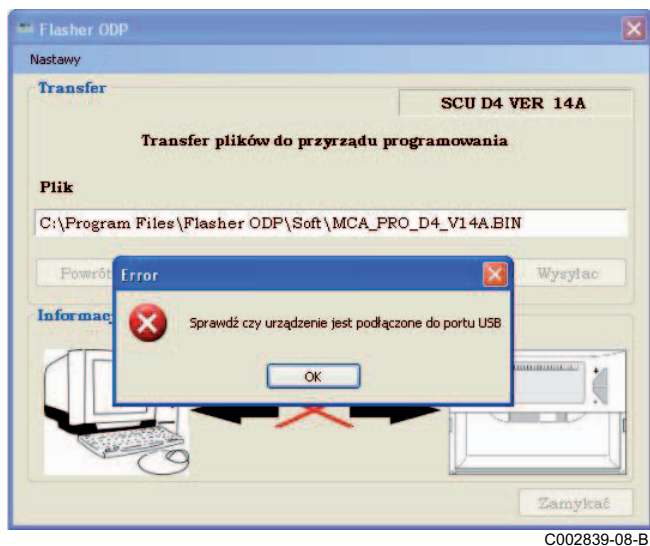 Flasher ODP
Nastawy
Transfer
SCU D4 VER 14A
Transfer plików do przyrządu programowania
Plik
C:\Program Files\Flasher ODP\Soft\MCA_PRO_D4_V14A.BIN
Powrót
Wysyłac
Error
Sprawdź czy urządzenie jest podłączone do portu USB
OK
Zamykać
C002839-08-B